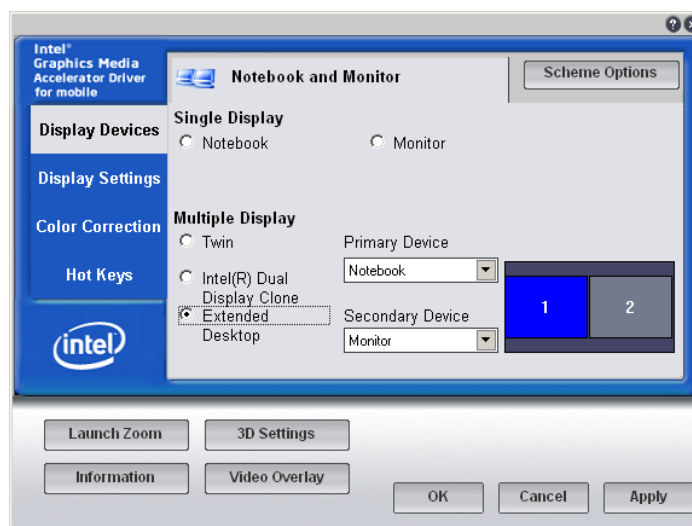 Intel®
Graphics Media
Accelerator Driver
for mobile
Notebook and Monitor
Scheme Options
Display Devices
Display Settings
Color Correction
Hot Keys
intel
Single Display
Notebook
Monitor
Multiple Display
Twin
Intel(R) Dual
Display Clone
Extended
Desktop
Primary Device
Notebook
Secondary Device
Monitor
1
2
Launch Zoom
3D Settings
Information
Video Overlay
OK
Cancel
Apply